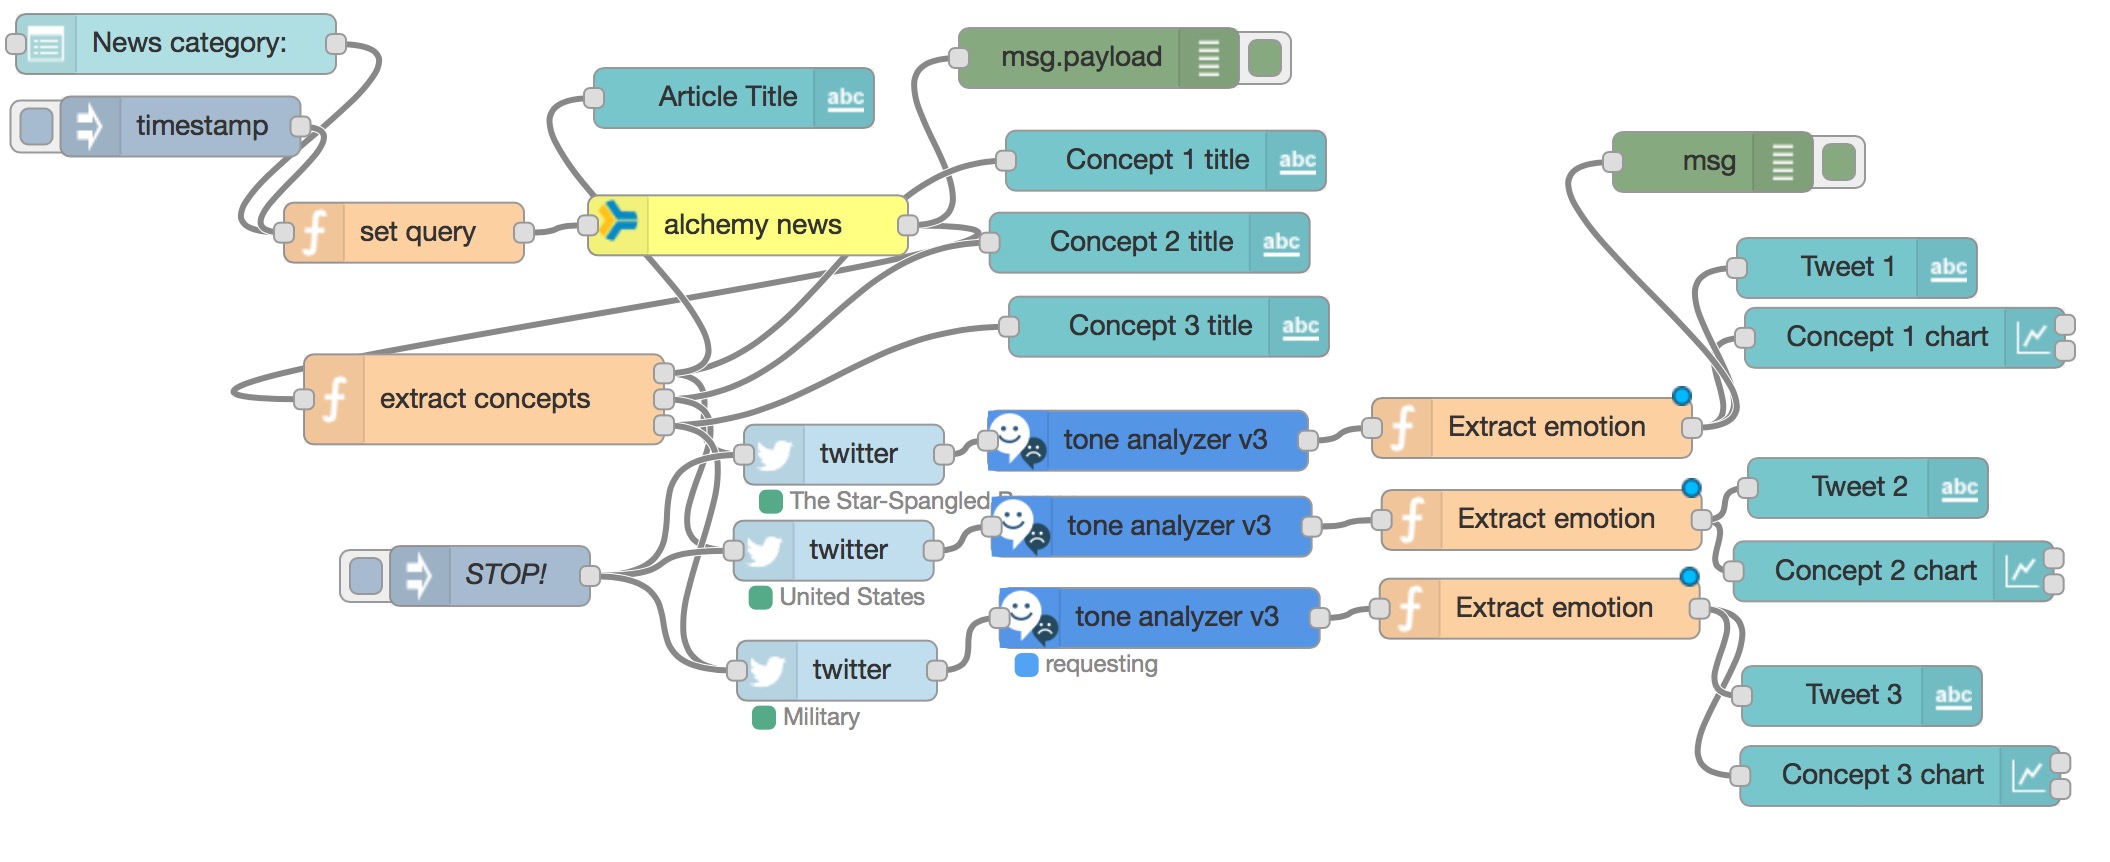 News category:
timestamp
set query
Article Title
abc
alchemy news
msg.payload
Concept 1 title
abc
Concept 2 title
abc
Concept 3 title
abc
extract concepts
STOP!
twitter
The Star-Spangled
twitter
United States
twitter
Military
tone analyzer v3
tone analyzer v3
tone analyzer v3
requesting
Extract emotion
Extract emotion
Extract emotion
msg
Tweet 1
abc
Concept 1 chart
Tweet 2
abc
Concept 2 chart
Tweet 3
abc
Concept 3 chart